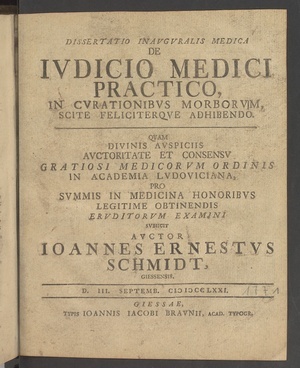 DISSERTATIO INAVGVRALIS MEDICA
DE
IVDICIO MEDICI
PRACTICO,
IN CVRATIONIBVS MORBORVM,
SCITE FELICITERQVE ADHIBENDO.
QVAM
DIVINIS AVSPICIIS
AVCTORITATE ET CONSENSV
GRATIOSI MEDICORVM ORDINIS
IN ACADEMIA LVDOVICIANA,
PRO
SVMMIS IN MEDICINA HONORIBVS
LEGITIME OBTINENDIS
ERVDITORVM EXAMINI
SVBIICIT
AVCTOR
IOANNES ERNESTVS
SCHMIDT,
GIESSENSIS.
D. III. SEPTEMB. CIƆIƆCCLXXI. 1771
GIESSAE,
TYPIS IOANNIS IACOBI BRAVNII, ACAD. TYPOGR.